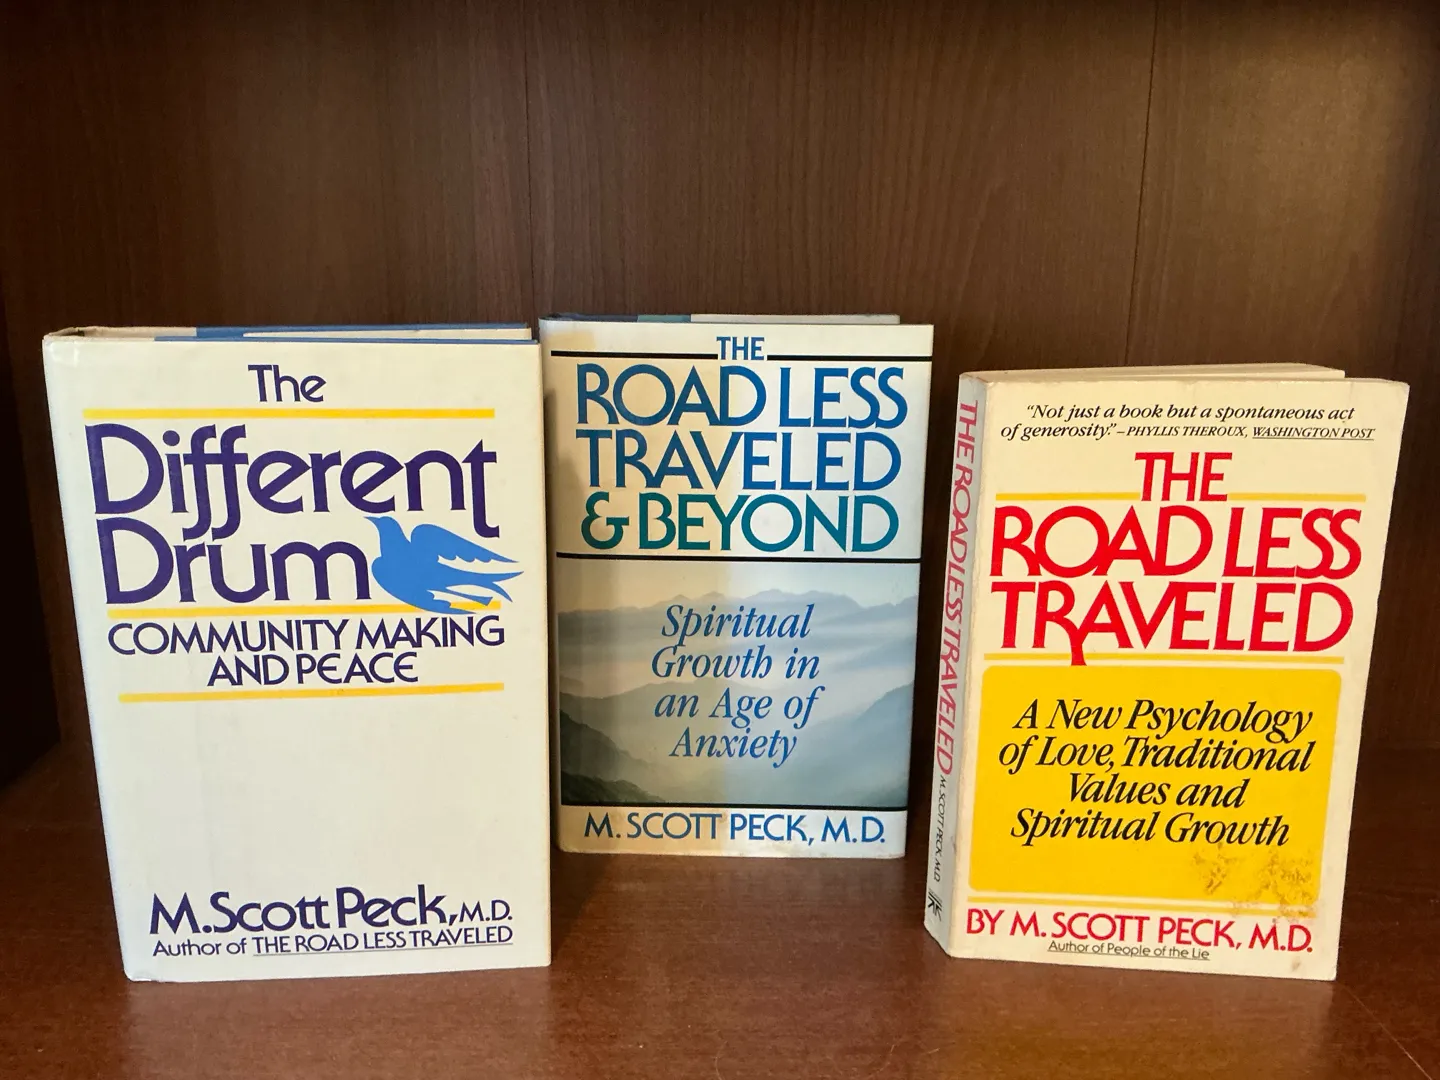 The
Different
Drum
COMMUNITY MAKING
AND PEACE
M. Scott Peck, M.D.
Author of THE ROAD LESS TRAVELED
THE
ROAD LESS
TRAVELED
& BEYOND
Spiritual
Growth in
an Age of
Anxiety
M. SCOTT PECK, M.D.
THE ROAD LESS TRAVELED M. SCOTT PECK, M.D.
"Not just a book but a spontaneous act
of generosity." – PHYLLIS THEROUX, WASHINGTON POST
THE
ROAD LESS
TRAVELED
A New Psychology
of Love, Traditional
Values and
Spiritual Growth
BY M. SCOTT PECK, M.D.
Author of People of the Lie